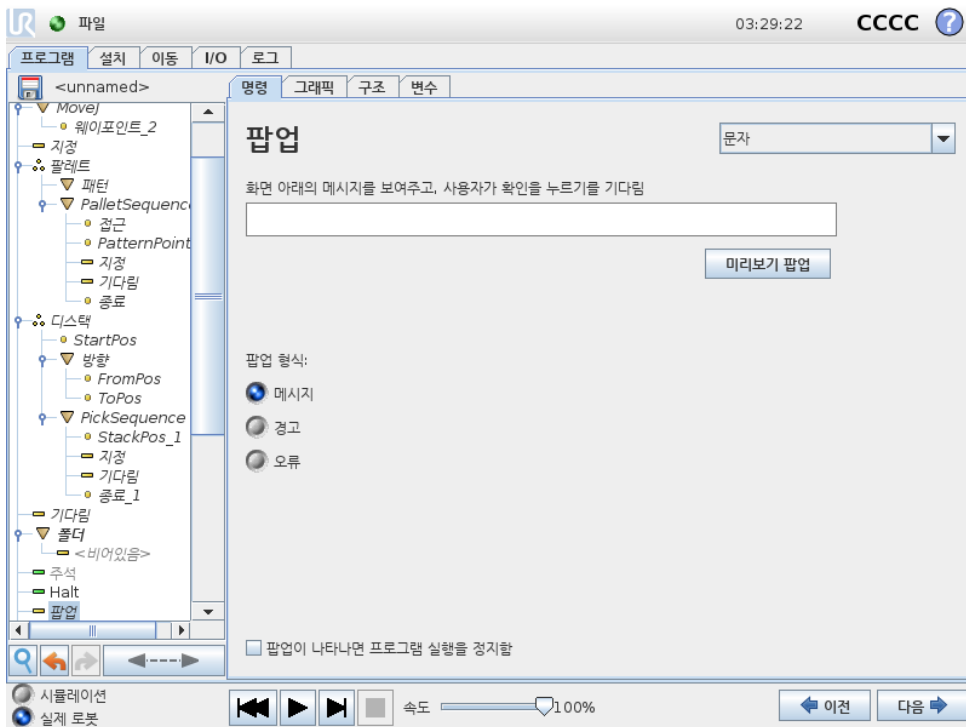 UR 파일 03:29:22 CCCC ?
프로그램 설치 이동 I/O 로그
<unnamed>
명령 그래픽 구조 변수
MoveJ
웨이포인트_2
지정
팔레트
패턴
PalletSequence
접근
PatternPoint
지정
기다림
종료
디스택
StartPos
방향
FromPos
ToPos
PickSequence
StackPos_1
지정
기다림
종료_1
기다림
폴더
<비어있음>
주석
Halt
팝업
시뮬레이션
실제 로봇
팝업
문자
화면 아래의 메시지를 보여주고, 사용자가 확인을 누르기를 기다림
미리보기 팝업
팝업 형식:
메시지
경고
오류
팝업이 나타나면 프로그램 실행을 정지함
속도 100%
이전 다음